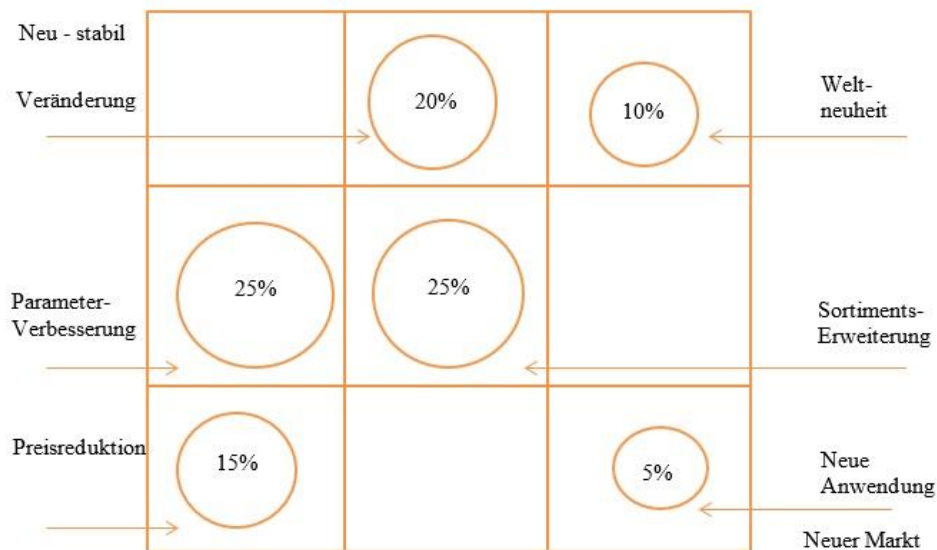 Neu - stabil
Veränderung
20%
10%
Welt-
neuheit
Parameter-
Verbesserung
25%
25%
Sortiments-
Erweiterung
Preisreduktion
15%
5%
Neue
Anwendung
Neuer Markt